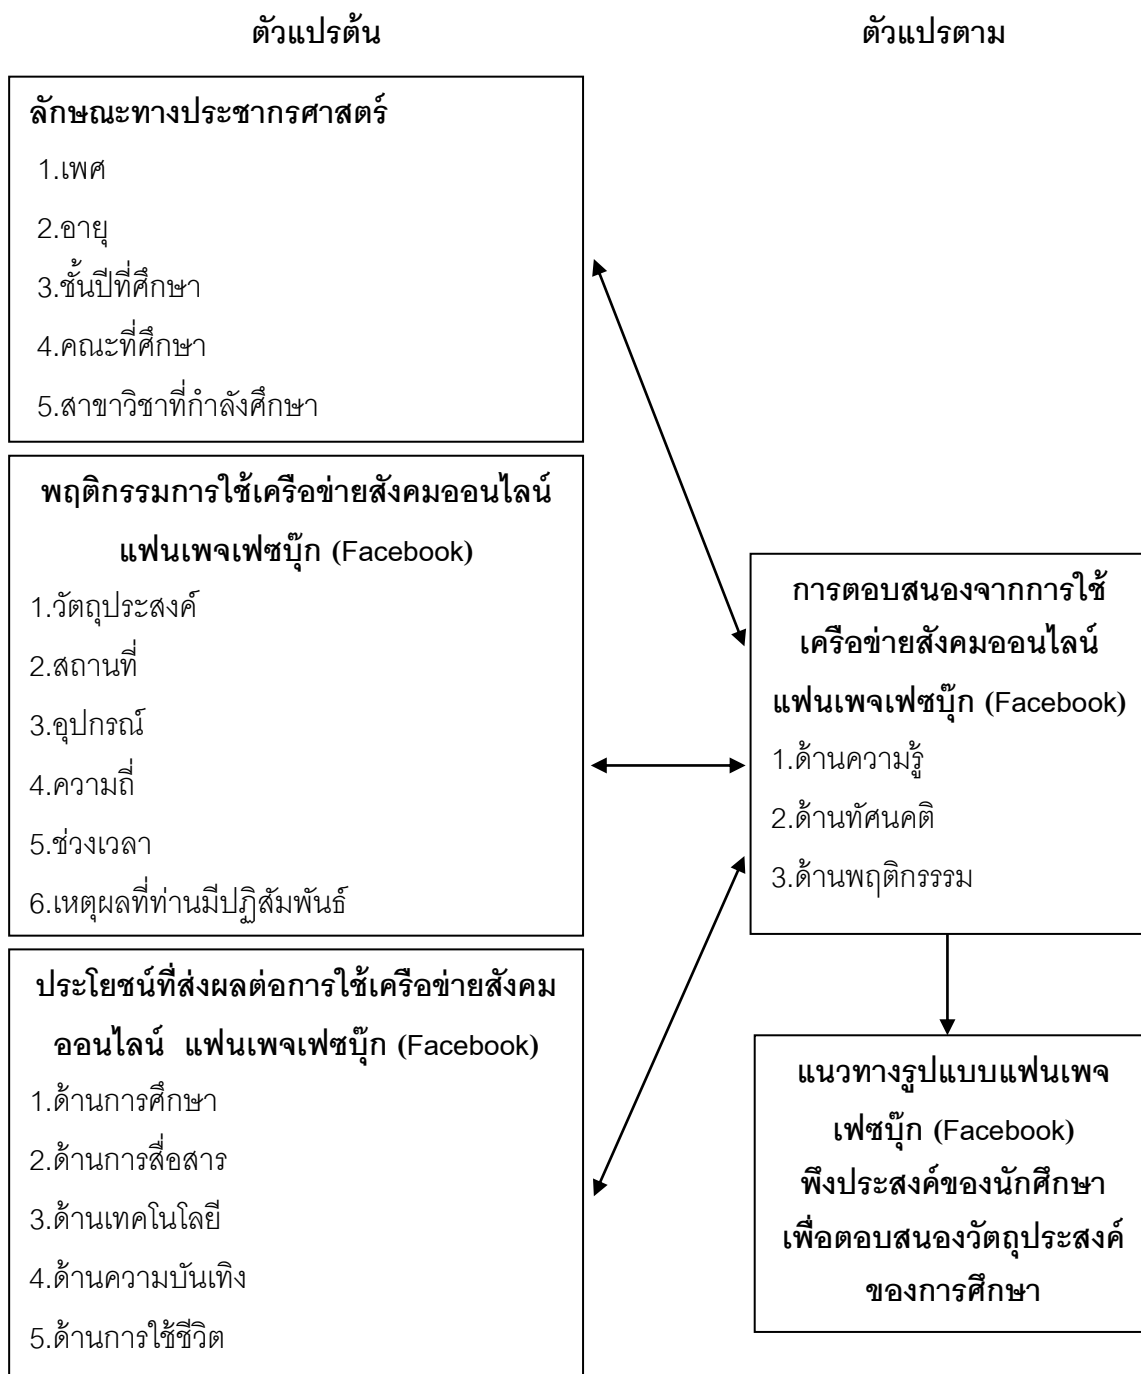 ตัวแปรต้น
ตัวแปรตาม
ลักษณะทางประชากรศาสตร์
1.เพศ
2.อายุ
3.ชั้นปีที่ศึกษา
4.คณะที่ศึกษา
5.สาขาวิชาที่กำลังศึกษา
พฤติกรรมการใช้เครือข่ายสังคมออนไลน์
แฟนเพจเฟซบุ๊ก (Facebook)
1.วัตถุประสงค์
2.สถานที่
3.อุปกรณ์
4.ความถี่
5.ช่วงเวลา
6.เหตุผลที่ท่านมีปฏิสัมพันธ์
ประโยชน์ที่ส่งผลต่อการใช้เครือข่ายสังคม
ออนไลน์ แฟนเพจเฟซบุ๊ก (Facebook)
1.ด้านการศึกษา
2.ด้านการสื่อสาร
3.ด้านเทคโนโลยี
4.ด้านความบันเทิง
5.ด้านการใช้ชีวิต
การตอบสนองจากการใช้
เครือข่ายสังคมออนไลน์
แฟนเพจเฟซบุ๊ก (Facebook)
1.ด้านความรู้
2.ด้านทัศนคติ
3.ด้านพฤติกรรรม
แนวทางรูปแบบแฟนเพจ
เฟซบุ๊ก (Facebook)
พึงประสงค์ของนักศึกษา
เพื่อตอบสนองวัตถุประสงค์
ของการศึกษา